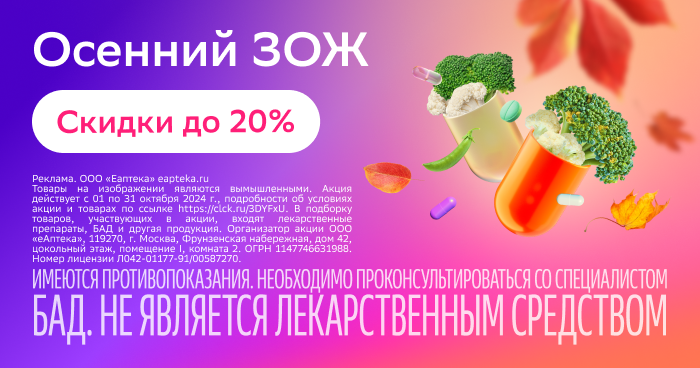 Осенний ЗОЖ
Скидки до 20%
Реклама. ООО «Еаптека» eapteka.ru
Товары на изображении являются вымышленными. Акция
действует с 01 по 31 октября 2024 г., подробности об условиях
акции и товарах по ссылке https://clck.ru/3DYFxU. В подборку
товаров, участвующих в акции, входят лекарственные
препараты, БАД и другая продукция. Организатор акции ООО
«еАптека», 119270, г. Москва, Фрунзенская набережная, дом 42,
цокольный этаж, помещение I, комната 2. ОГРН 1147746631988.
Номер лицензии Л042-01177-91/00587270.
ИМЕЮТСЯ ПРОТИВОПОКАЗАНИЯ. НЕОБХОДИМО ПРОКОНСУЛЬТИРОВАТЬСЯ СО СПЕЦИАЛИСТОМ
БАД. НЕ ЯВЛЯЕТСЯ ЛЕКАРСТВЕННЫМ СРЕДСТВОМ